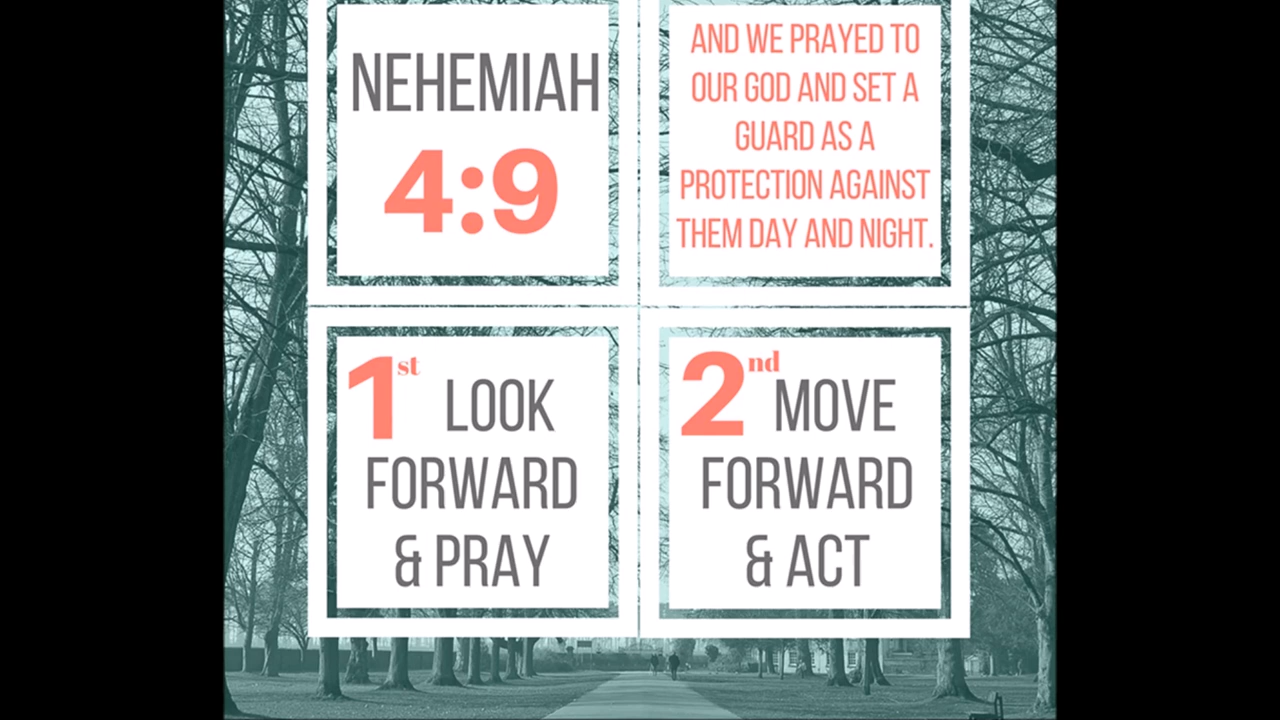 NEHEMIAH
4:9
AND WE PRAYED TO
OUR GOD AND SET A
GUARD AS A
PROTECTION AGAINST
THEM DAY AND NIGHT.
1st LOOK
FORWARD
& PRAY
2nd MOVE
FORWARD
& ACT